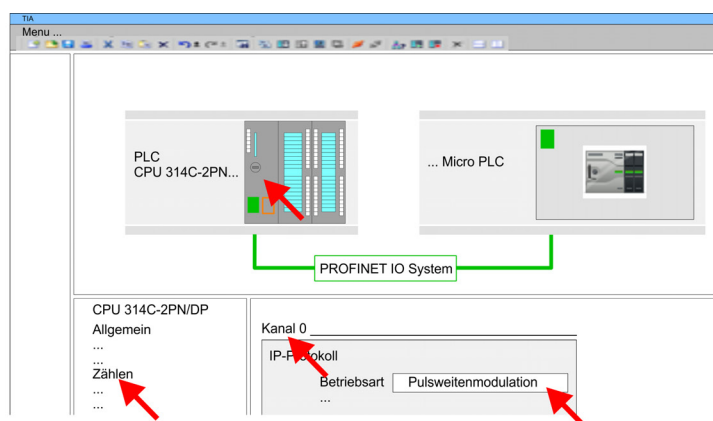 TIA
Menu ...
PLC
CPU 314C-2PN...
... Micro PLC
PROFINET IO System
CPU 314C-2PN/DP
Allgemein
...
...
Zählen
...
...
Kanal 0
IP-Protokoll
Betriebsart Pulsweitenmodulation
...